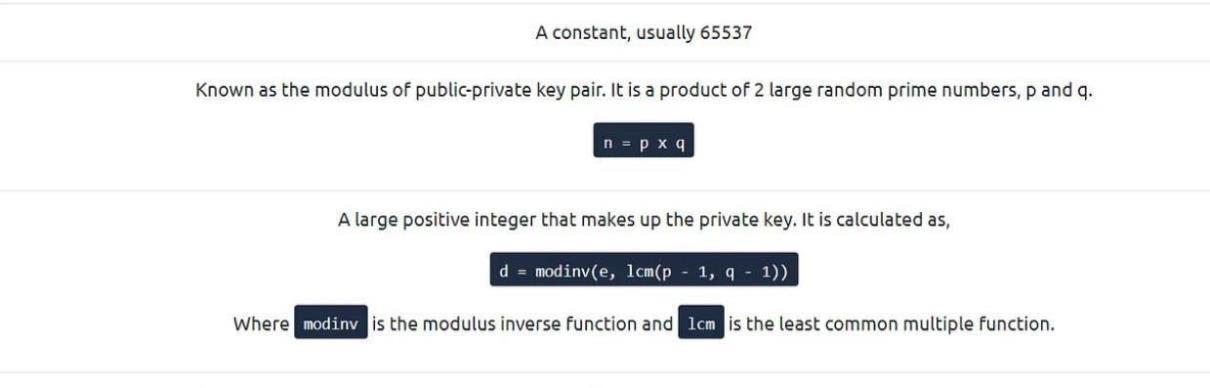 A constant, usually 65537
Known as the modulus of public-private key pair. It is a product of 2 large random prime numbers, p and q.
n = p x q
A large positive integer that makes up the private key. It is calculated as,
d = modinv(e, lcm(p - 1, q - 1))
Where modinv is the modulus inverse function and lcm is the least common multiple function.